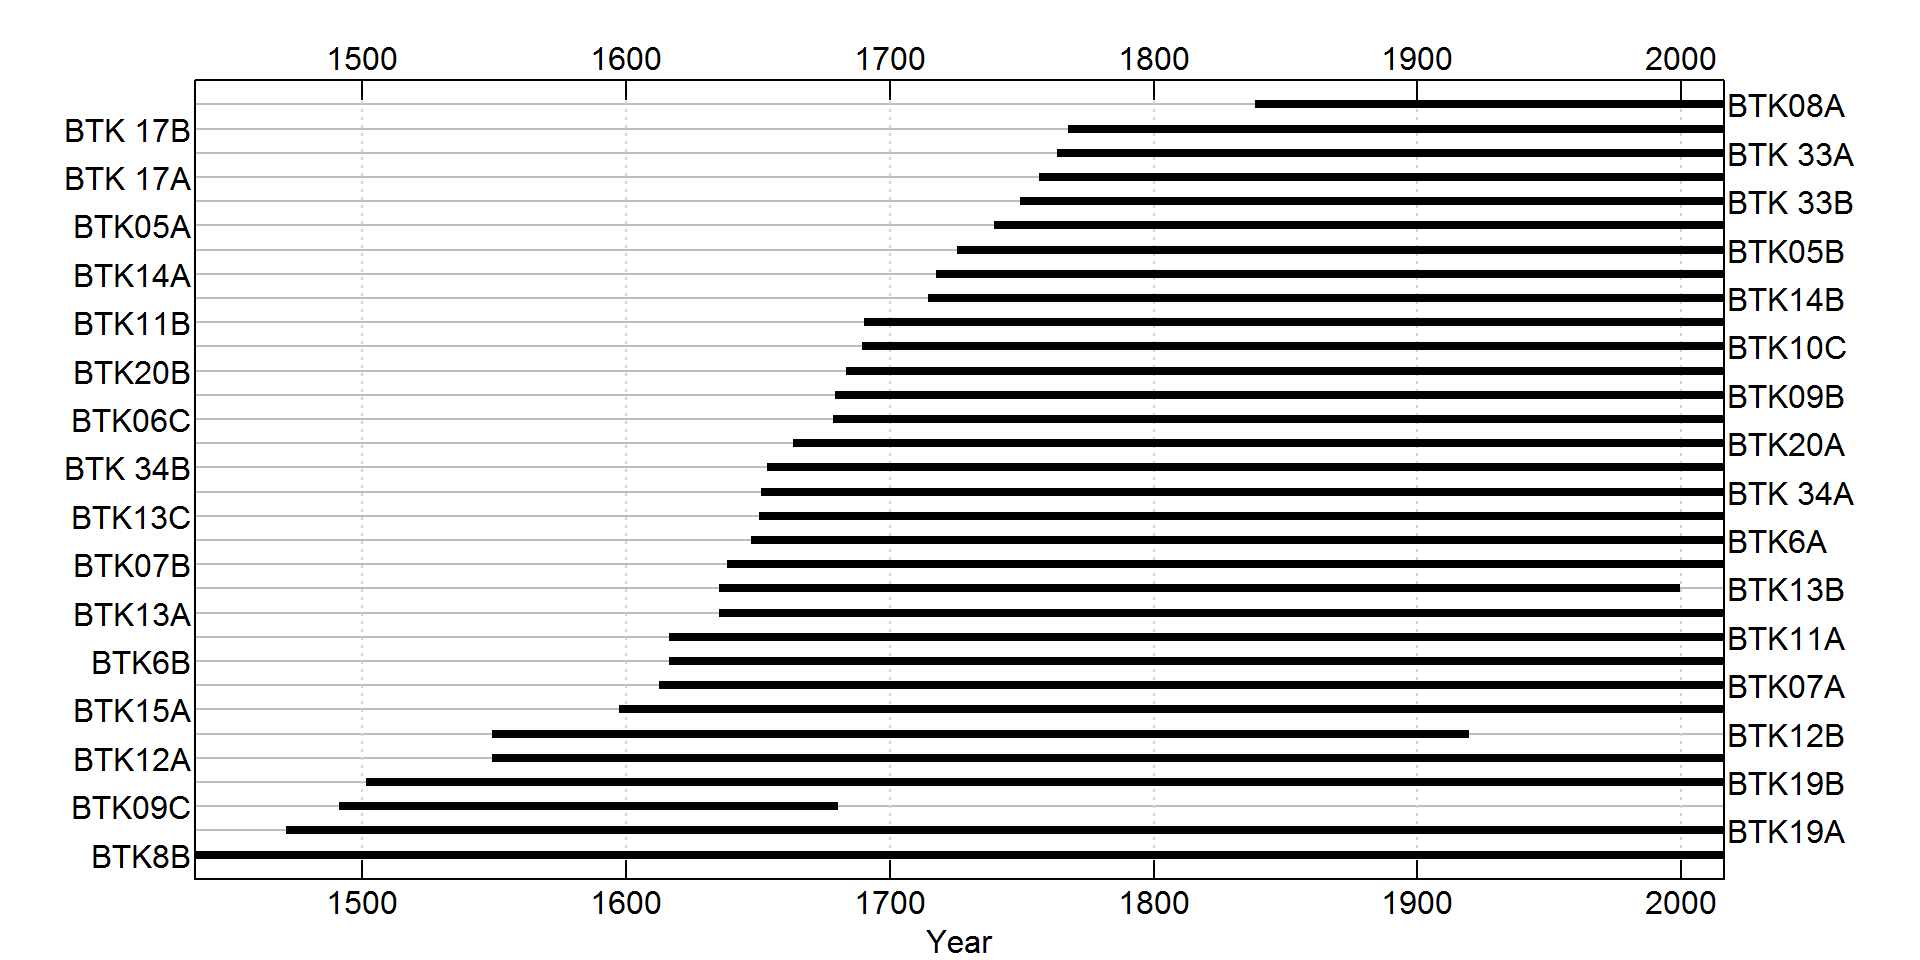 1500 1600 1700 1800 1900 2000
BTK08A
BTK 17B
BTK 33A
BTK 17A
BTK 33B
BTK05A
BTK05B
BTK14A
BTK14B
BTK11B
BTK10C
BTK20B
BTK09B
BTK06C
BTK20A
BTK 34B
BTK 34A
BTK13C
BTK6A
BTK07B
BTK13B
BTK13A
BTK11A
BTK6B
BTK07A
BTK15A
BTK12B
BTK12A
BTK19B
BTK09C
BTK19A
BTK8B
1500 1600 1700 1800 1900 2000
Year